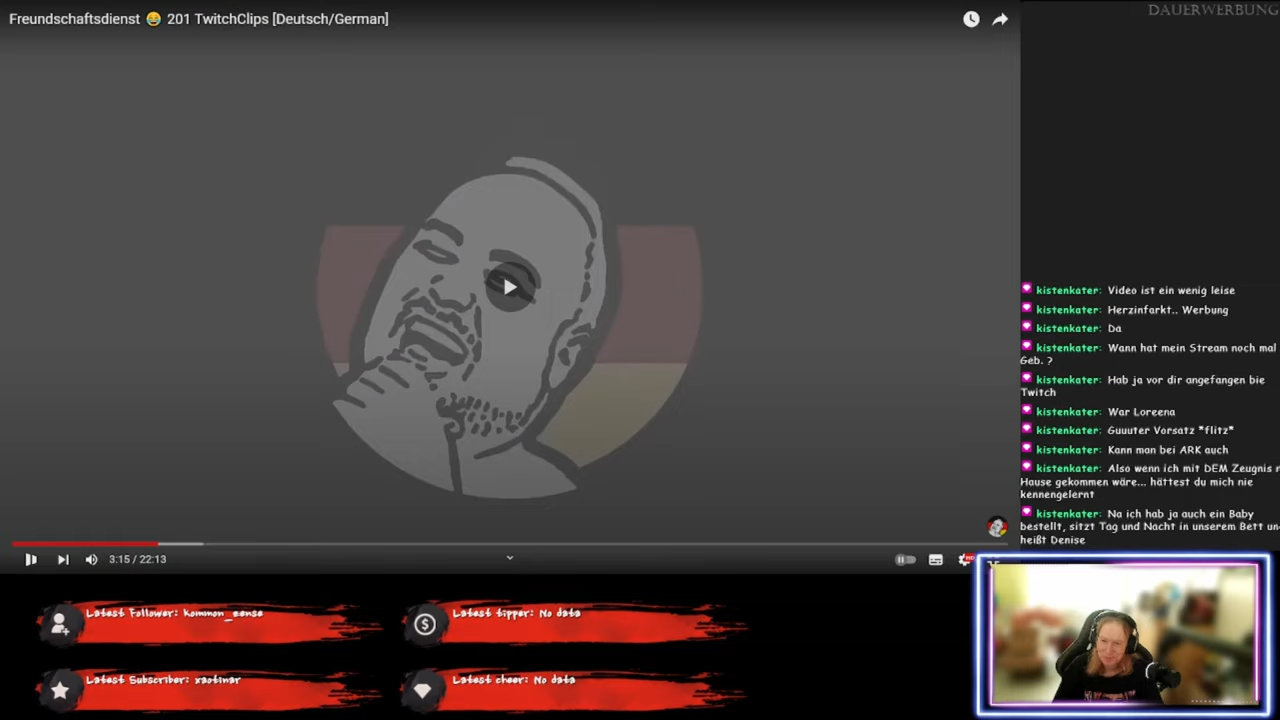 Freundschaftsdienst 😂 201 TwitchClips [Deutsch/German]
DAUERWERBUNG
kistenkater: Video ist ein wenig leise
kistenkater: Herzinfarkt.. Werbung
kistenkater: Da
kistenkater: Wann hat mein Stream noch mal
Geb. ?
kistenkater: Hab ja vor dir angefangen bie
Twitch
kistenkater: War Loreena
kistenkater: Guuuter Vorsatz *flitz*
kistenkater: Kann man bei ARK auch
kistenkater: Also wenn ich mit DEM Zeugnis n
Hause gekommen wäre... hättest du mich nie
kennengelernt
kistenkater: Na ich hab ja auch ein Baby
bestellt, sitzt Tag und Nacht in unserem Bett un
heißt Denise
3:15 / 22:13
Latest Follower: kommon_zense
Latest tipper: No data
Latest Subscriber: xaotinar
Latest cheer: No data